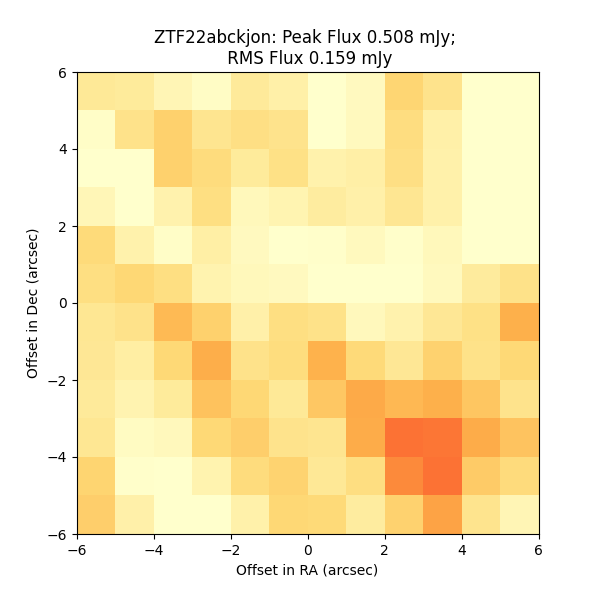 ZTF22abckjon: Peak Flux 0.508 mJy;
RMS Flux 0.159 mJy
6
4
2
0
−2
−4
−6
Offset in Dec (arcsec)
−6 −4 −2 0 2 4 6
Offset in RA (arcsec)